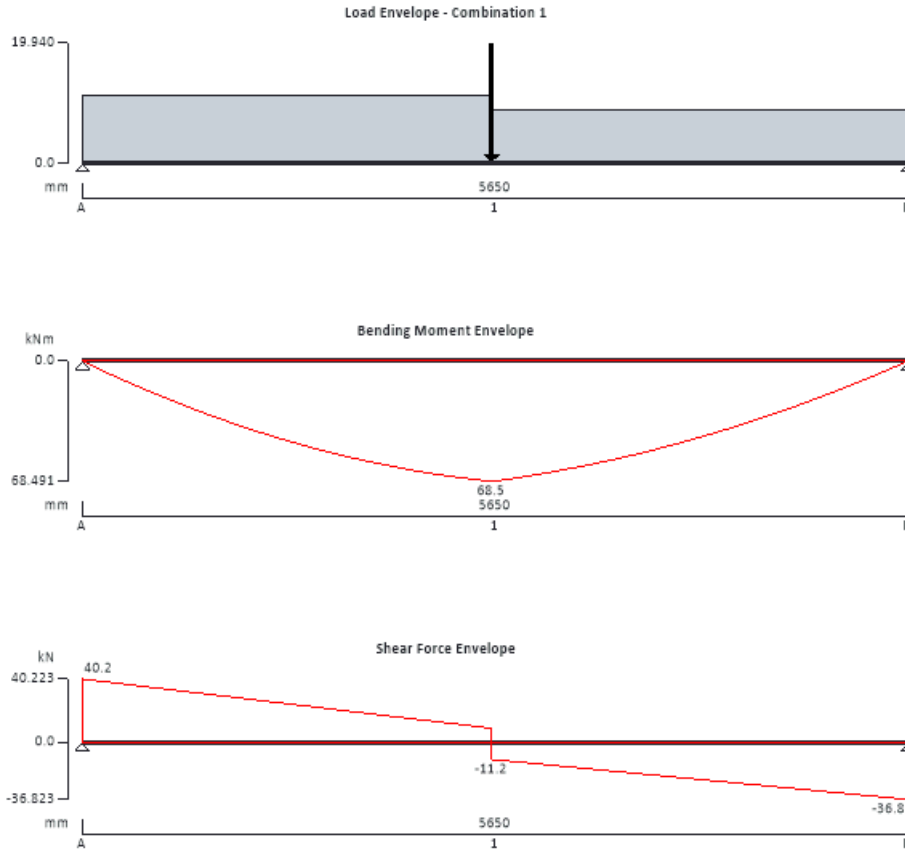 Load Envelope - Combination 1
19.940
0.0
mm 5650
A 1
Bending Moment Envelope
kNm
0.0
68.491
68.5
mm 5650
A 1
Shear Force Envelope
kN
40.223 40.2
0.0
-11.2
-36.823 -36.8
mm 5650
A 1